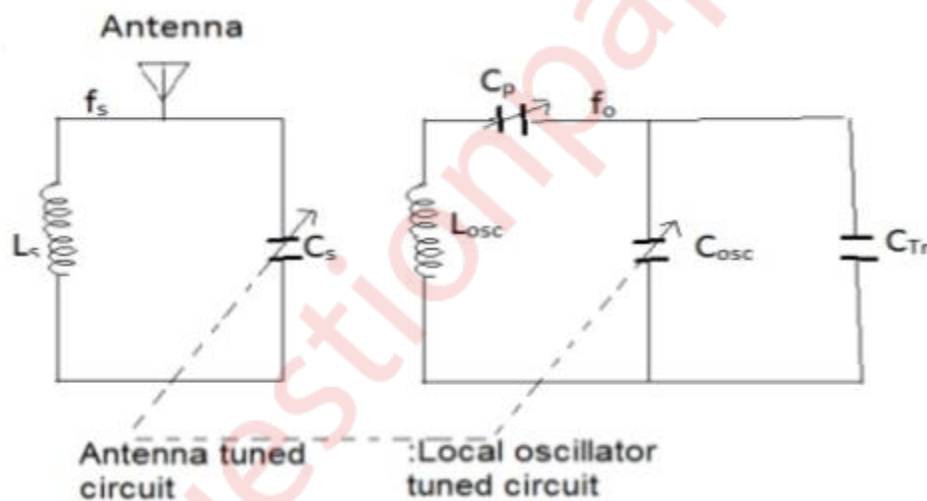 Antenna
fs
Cp
fo
Ls
Cs
Losc
Cosc
CTr
Antenna tuned
circuit
:Local oscillator
tuned circuit